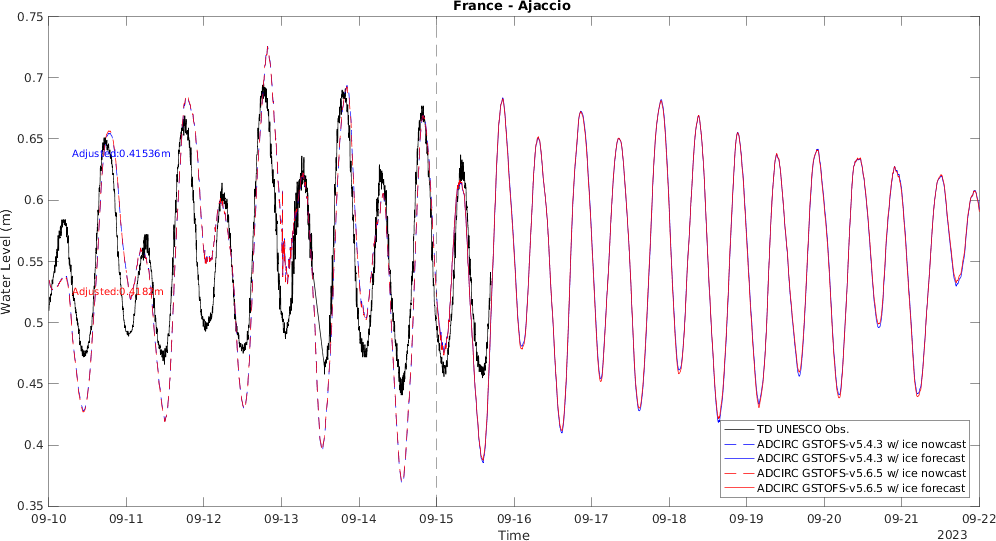 France - Ajaccio
0.75
0.7
0.65
0.6
0.55
0.5
0.45
0.4
0.35
Water Level (m)
Adjusted:0.41536m
Adjusted:0.4182m
TD UNESCO Obs.
ADCIRC GSTOFS-v5.4.3 w/ ice nowcast
ADCIRC GSTOFS-v5.4.3 w/ ice forecast
ADCIRC GSTOFS-v5.6.5 w/ ice nowcast
ADCIRC GSTOFS-v5.6.5 w/ ice forecast
09-10 09-11 09-12 09-13 09-14 09-15 09-16 09-17 09-18 09-19 09-20 09-21 09-22
Time
2023